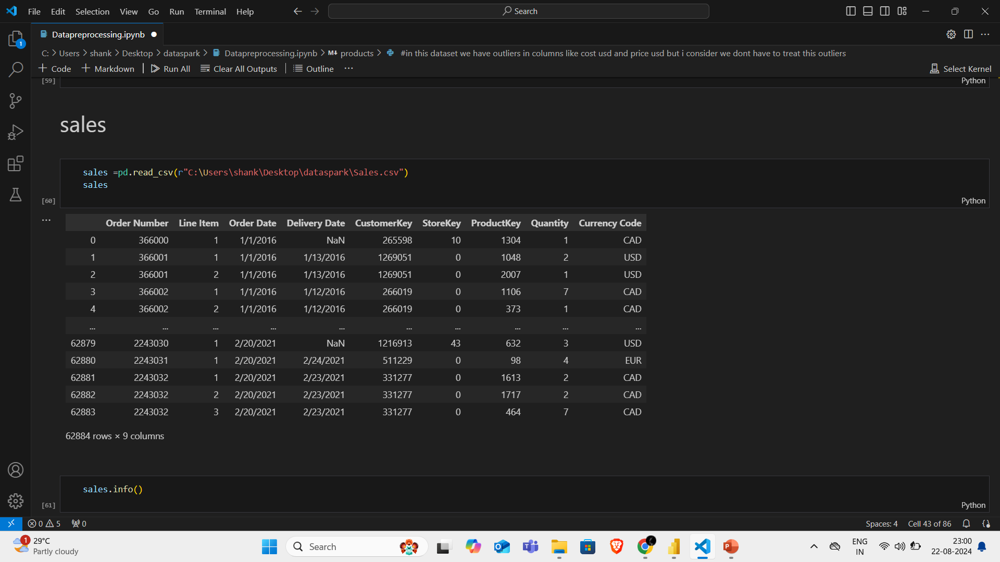 File Edit Selection View Go Run Terminal Help
Search
Datapreprocessing.ipynb
1
C: > Users > shank > Desktop > dataspark > Datapreprocessing.ipynb > M↓ products > #in this dataset we have outliers in columns like cost usd and price usd but i consider we dont have to treat this outliers
+ Code + Markdown | Run All Clear All Outputs | Outline ...
Select Kernel
[59]
Python
sales
sales =pd.read_csv(r"C:\Users\shank\Desktop\dataspark\Sales.csv")
sales
[60]
Python
...
Order Number Line Item Order Date Delivery Date CustomerKey StoreKey ProductKey Quantity Currency Code
0 366000 1 1/1/2016 NaN 265598 10 1304 1 CAD
1 366001 1 1/1/2016 1/13/2016 1269051 0 1048 2 USD
2 366001 2 1/1/2016 1/13/2016 1269051 0 2007 1 USD
3 366002 1 1/1/2016 1/12/2016 266019 0 1106 7 CAD
4 366002 2 1/1/2016 1/12/2016 266019 0 373 1 CAD
... ... ... ... ... ... ... ... ... ...
62879 2243030 1 2/20/2021 NaN 1216913 43 632 3 USD
62880 2243031 1 2/20/2021 2/24/2021 511229 0 98 4 EUR
62881 2243032 1 2/20/2021 2/23/2021 331277 0 1613 2 CAD
62882 2243032 2 2/20/2021 2/23/2021 331277 0 1717 2 CAD
62883 2243032 3 2/20/2021 2/23/2021 331277 0 464 7 CAD
62884 rows × 9 columns
sales.info()
[61]
Python
0 5 0
Spaces: 4 Cell 43 of 86
1
29°C
Partly cloudy
Search
ENG
IN
23:00
22-08-2024